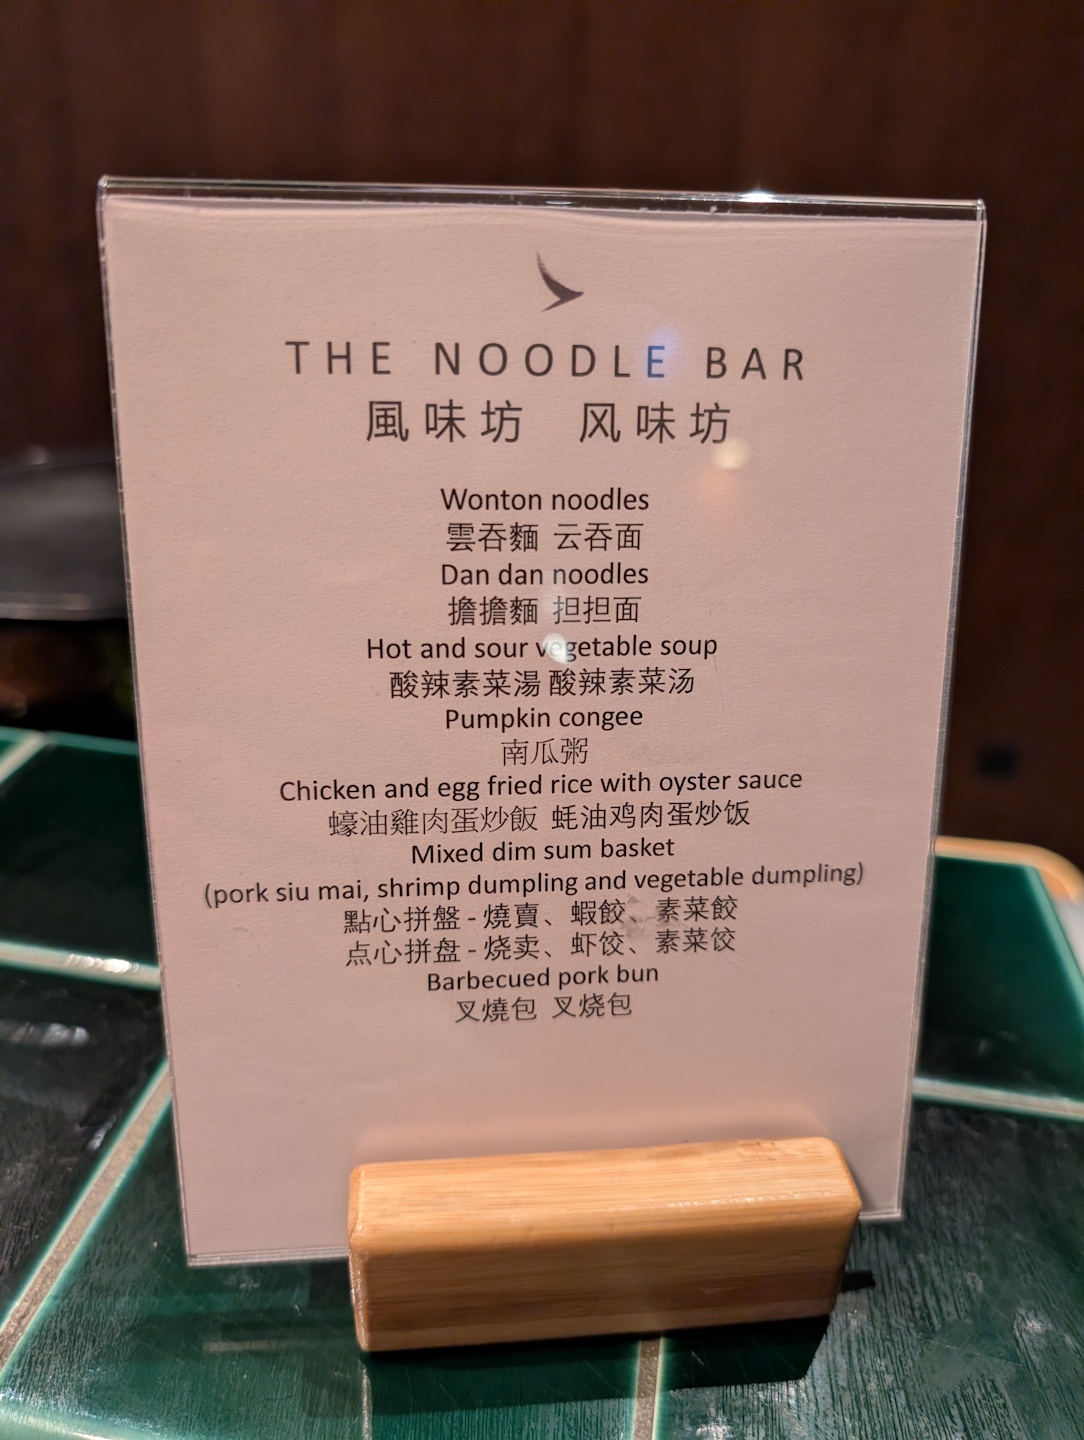 THE NOODLE BAR
風味坊 风味坊
Wonton noodles
雲吞麵 云吞面
Dan dan noodles
擔擔麵 担担面
Hot and sour vegetable soup
酸辣素菜湯 酸辣素菜汤
Pumpkin congee
南瓜粥
Chicken and egg fried rice with oyster sauce
蠔油雞肉蛋炒飯 蚝油鸡肉蛋炒饭
Mixed dim sum basket
(pork siu mai, shrimp dumpling and vegetable dumpling)
點心拼盤 - 燒賣、蝦餃、素菜餃
点心拼盘 - 烧卖、虾饺、素菜饺
Barbecued pork bun
叉燒包 叉烧包